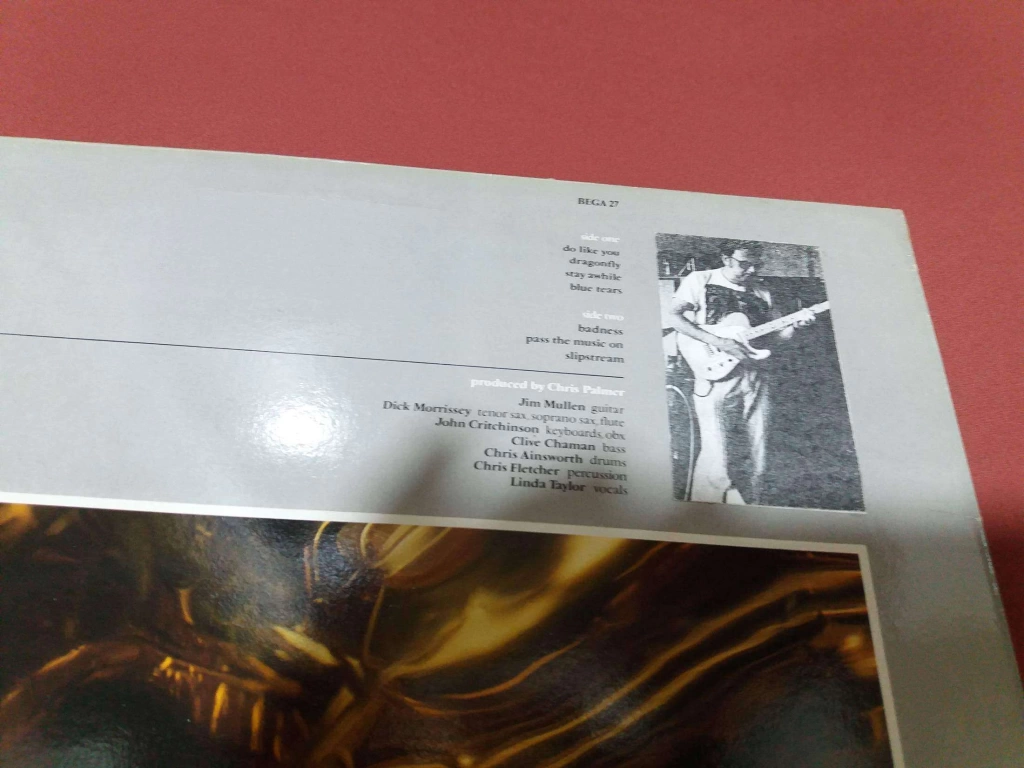 BEGA 27
side one
do like you
dragonfly
stay awhile
blue tears
side two
badness
pass the music on
slipstream
produced by Chris Palmer
Jim Mullen guitar
Dick Morrissey tenor sax, soprano sax, flute
John Critchinson keyboards, obx
Clive Chaman bass
Chris Ainsworth drums
Chris Fletcher percussion
Linda Taylor vocals